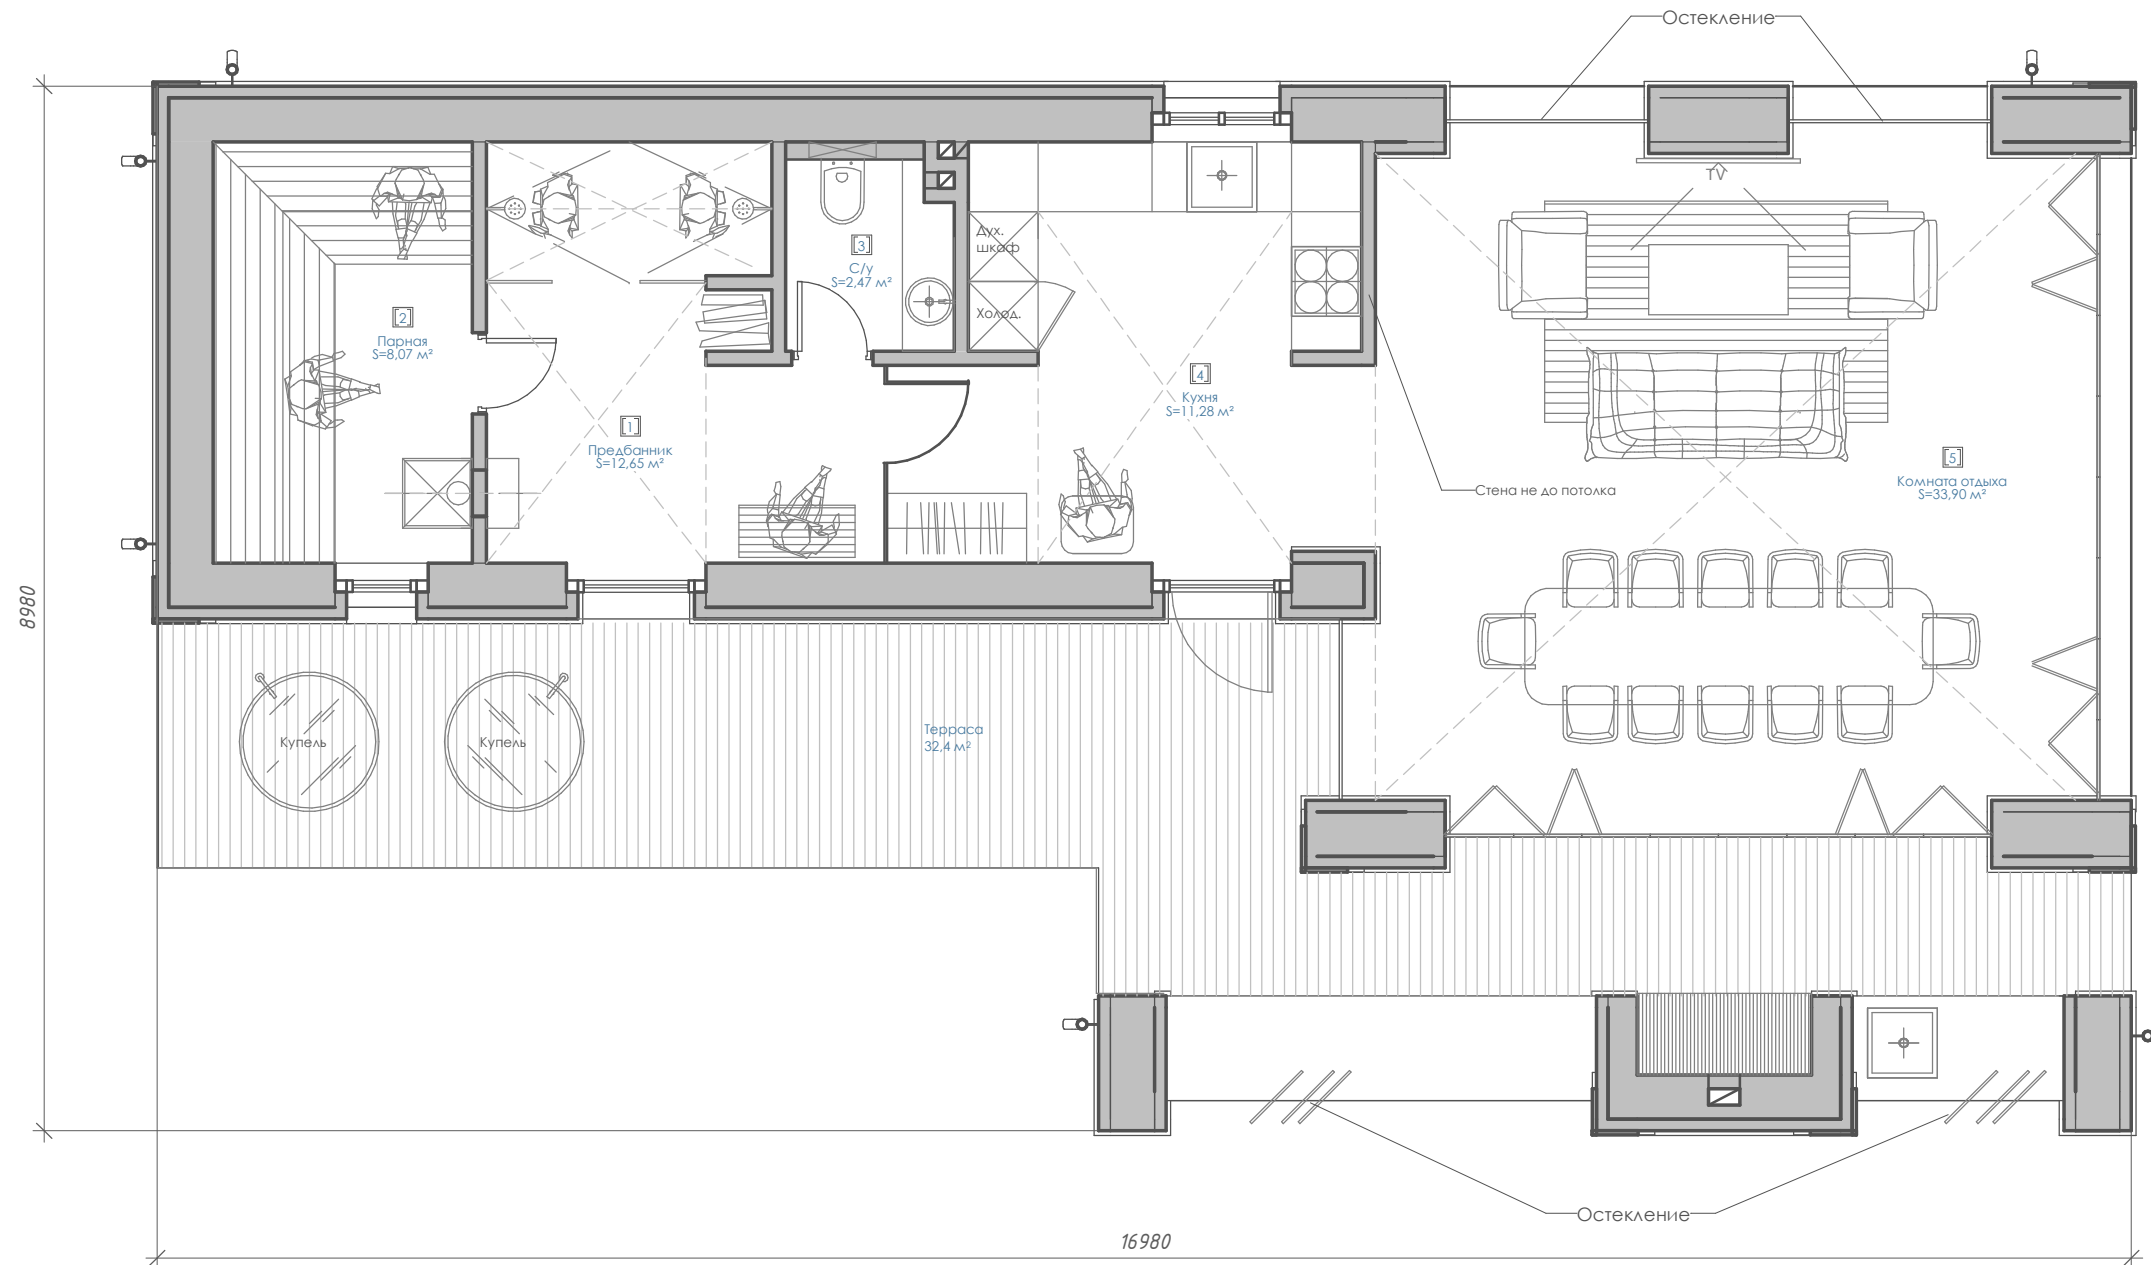 Остекление
TV
Дух.
шкаф
3
С/у
S=2,47 м²
Холод.
2
Парная
S=8,07 м²
4
Кухня
S=11,28 м²
1
Предбанник
S=12,65 м²
5
Комната отдыха
S=33,90 м²
Стена не до потолка
8980
Купель
Купель
Терраса
32,4 м²
Остекление
16980